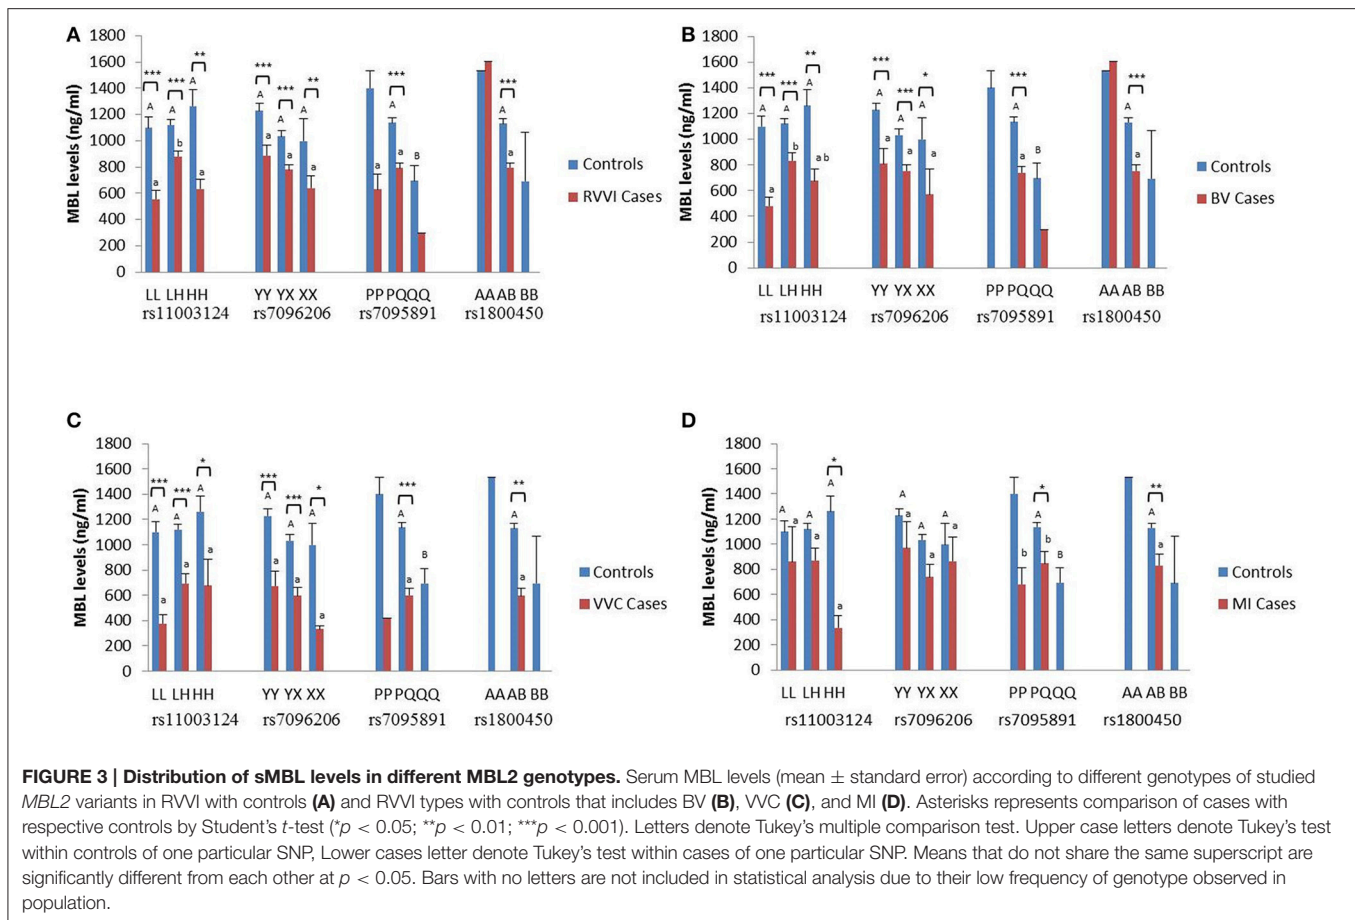 A
1800
1600
1400
1200
1000
800
600
400
200
0
MBL levels (ng/ml)
*** *** ** *** *** ** *** ***
A A A A A A A A B A
a b a a a a a a a
Controls
RVVI Cases
LL LH HH YY YX XX PP PQ QQ AA AB BB
rs11003124 rs7096206 rs7095891 rs1800450
B
1800
1600
1400
1200
1000
800
600
400
200
0
MBL levels (ng/ml)
*** *** ** *** *** * *** ***
A A A A A A A B A
a b a b a a a a a
Controls
BV Cases
LL LH HH YY YX XX PP PQ QQ AA AB BB
rs11003124 rs7096206 rs7095891 rs1800450
C
1800
1600
1400
1200
1000
800
600
400
200
0
MBL levels (ng/ml)
*** *** * *** *** * *** **
A A A A A A A B A
a a a a a a a a
Controls
VVC Cases
LL LH HH YY YX XX PP PQ QQ AA AB BB
rs11003124 rs7096206 rs7095891 rs1800450
D
1800
1600
1400
1200
1000
800
600
400
200
0
MBL levels (ng/ml)
* * **
A A A A A A A B A
a a a a a a b b a
Controls
MI Cases
LL LH HH YY YX XX PP PQ QQ AA AB BB
rs11003124 rs7096206 rs7095891 rs1800450
FIGURE 3 | Distribution of sMBL levels in different MBL2 genotypes. Serum MBL levels (mean ± standard error) according to different genotypes of studied
MBL2 variants in RVVI with controls (A) and RVVI types with controls that includes BV (B), VVC (C), and MI (D). Asterisks represents comparison of cases with
respective controls by Student's t-test (*p < 0.05; **p < 0.01; ***p < 0.001). Letters denote Tukey's multiple comparison test. Upper case letters denote Tukey's test
within controls of one particular SNP, Lower cases letter denote Tukey's test within cases of one particular SNP. Means that do not share the same superscript are
significantly different from each other at p < 0.05. Bars with no letters are not included in statistical analysis due to their low frequency of genotype observed in
population.